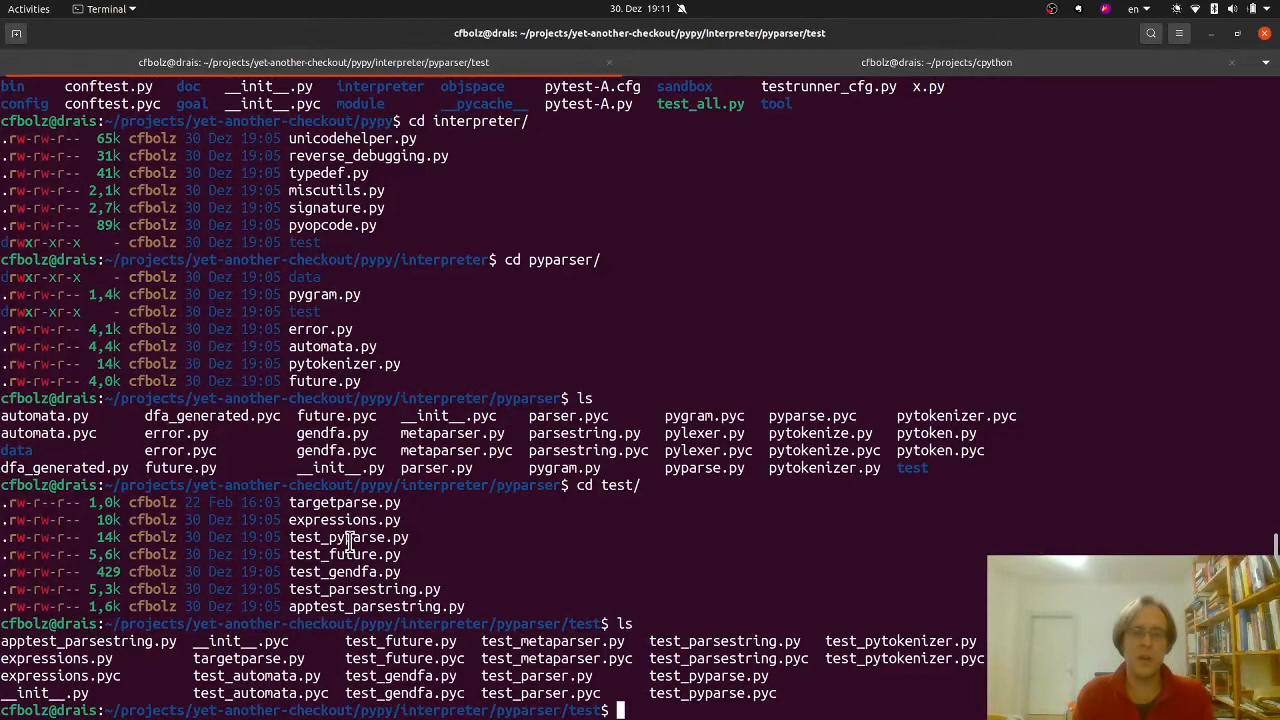 Activities Terminal 30. Dez 19:11 en
cfbolz@drais: ~/projects/yet-another-checkout/pypy/interpreter/pyparser/test
cfbolz@drais: ~/projects/yet-another-checkout/pypy/interpreter/pyparser/test × cfbolz@drais: ~/projects/cpython ×
bin conftest.py doc __init__.py interpreter objspace pytest-A.cfg sandbox testrunner_cfg.py x.py
config conftest.pyc goal __init__.pyc module __pycache__ pytest-A.py test_all.py tool
cfbolz@drais:~/projects/yet-another-checkout/pypy$ cd interpreter/
.rw-rw-r-- 65k cfbolz 30 Dez 19:05 unicodehelper.py
.rw-rw-r-- 31k cfbolz 30 Dez 19:05 reverse_debugging.py
.rw-rw-r-- 41k cfbolz 30 Dez 19:05 typedef.py
.rw-rw-r-- 2,1k cfbolz 30 Dez 19:05 miscutils.py
.rw-rw-r-- 2,7k cfbolz 30 Dez 19:05 signature.py
.rw-rw-r-- 89k cfbolz 30 Dez 19:05 pyopcode.py
drwxr-xr-x - cfbolz 30 Dez 19:05 test
cfbolz@drais:~/projects/yet-another-checkout/pypy/interpreter$ cd pyparser/
drwxr-xr-x - cfbolz 30 Dez 19:05 data
.rw-rw-r-- 1,4k cfbolz 30 Dez 19:05 pygram.py
drwxr-xr-x - cfbolz 30 Dez 19:05 test
.rw-rw-r-- 4,1k cfbolz 30 Dez 19:05 error.py
.rw-rw-r-- 4,4k cfbolz 30 Dez 19:05 automata.py
.rw-rw-r-- 14k cfbolz 30 Dez 19:05 pytokenizer.py
.rw-rw-r-- 4,0k cfbolz 30 Dez 19:05 future.py
cfbolz@drais:~/projects/yet-another-checkout/pypy/interpreter/pyparser$ ls
automata.py dfa_generated.pyc future.pyc __init__.pyc parser.pyc pygram.pyc pyparse.pyc pytokenizer.pyc
automata.pyc error.py gendfa.py metaparser.py parsestring.py pylexer.py pytokenize.py pytoken.py
data error.pyc gendfa.pyc metaparser.pyc parsestring.pyc pylexer.pyc pytokenize.pyc pytoken.pyc
dfa_generated.py future.py __init__.py parser.py pygram.py pyparse.py pytokenizer.py test
cfbolz@drais:~/projects/yet-another-checkout/pypy/interpreter/pyparser$ cd test/
.rw-r--r-- 1,0k cfbolz 22 Feb 16:03 targetparse.py
.rw-rw-r-- 10k cfbolz 30 Dez 19:05 expressions.py
.rw-rw-r-- 14k cfbolz 30 Dez 19:05 test_pyparse.py
.rw-rw-r-- 5,6k cfbolz 30 Dez 19:05 test_future.py
.rw-rw-r-- 429 cfbolz 30 Dez 19:05 test_gendfa.py
.rw-rw-r-- 5,3k cfbolz 30 Dez 19:05 test_parsestring.py
.rw-rw-r-- 1,6k cfbolz 30 Dez 19:05 apptest_parsestring.py
cfbolz@drais:~/projects/yet-another-checkout/pypy/interpreter/pyparser/test$ ls
apptest_parsestring.py __init__.pyc test_future.py test_metaparser.py test_parsestring.py test_pytokenizer.py
expressions.py targetparse.py test_future.pyc test_metaparser.pyc test_parsestring.pyc test_pytokenizer.pyc
expressions.pyc test_automata.py test_gendfa.py test_parser.py test_pyparse.py
__init__.py test_automata.pyc test_gendfa.pyc test_parser.pyc test_pyparse.pyc
cfbolz@drais:~/projects/yet-another-checkout/pypy/interpreter/pyparser/test$